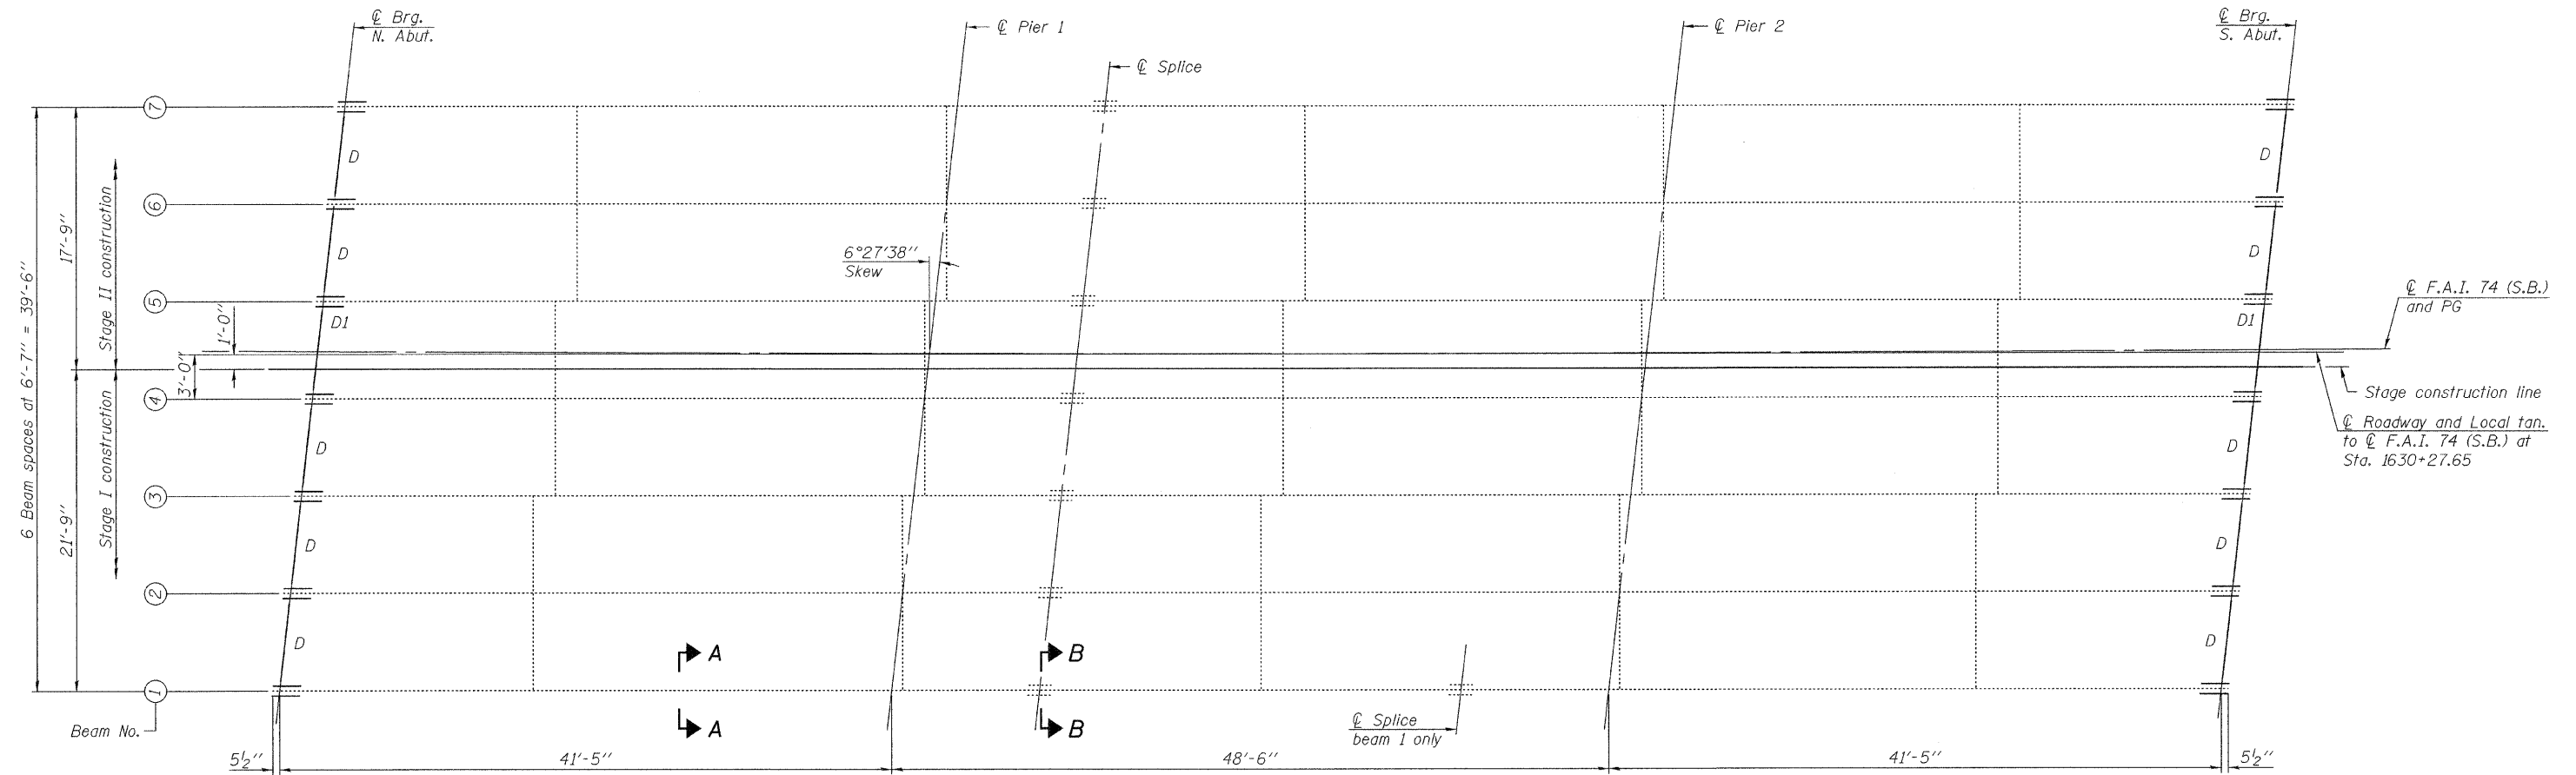 ℄ Brg.
N. Abut.
℄ Pier 1
℄ Splice
℄ Pier 2
℄ Brg.
S. Abut.
7
6
5
4
3
2
1
Beam No.
6 Beam spaces at 6'-7" = 39'-6"
17'-9"
21'-9"
Stage II construction
Stage I construction
1'-0"
3'-0"
D
D
D1
D
D
D
6°27'38"
Skew
D
D
D1
D
D
D
℄ F.A.I. 74 (S.B.)
and PG
Stage construction line
℄ Roadway and Local tan.
to ℄ F.A.I. 74 (S.B.) at
Sta. 1630+27.65
A
A
B
B
℄ Splice
beam 1 only
5½"
41'-5"
48'-6"
41'-5"
5½"